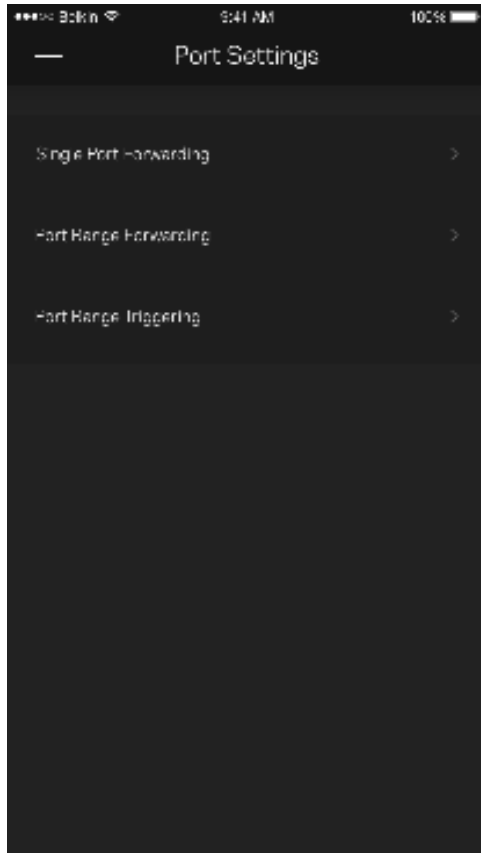 Belkin 9:41 AM 100%
Port Settings
Single Port Forwarding
Port Range Forwarding
Port Range Triggering